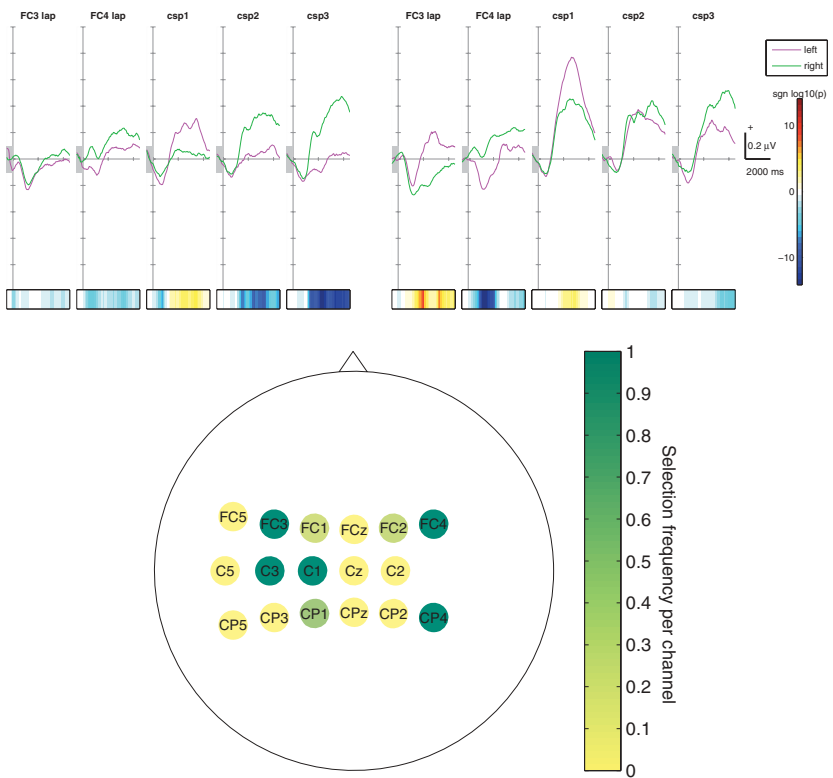 FC3 lap FC4 lap csp1 csp2 csp3 FC3 lap FC4 lap csp1 csp2 csp3
left
right
sgn log10(p)
10
0
−10
+
0.2 μV
2000 ms
1
0.9
0.8
0.7
0.6
0.5
0.4
0.3
0.2
0.1
0
Selection frequency per channel
FC5 FC3 FC1 FCz FC2 FC4
C5 C3 C1 Cz C2
CP5 CP3 CP1 CPz CP2 CP4